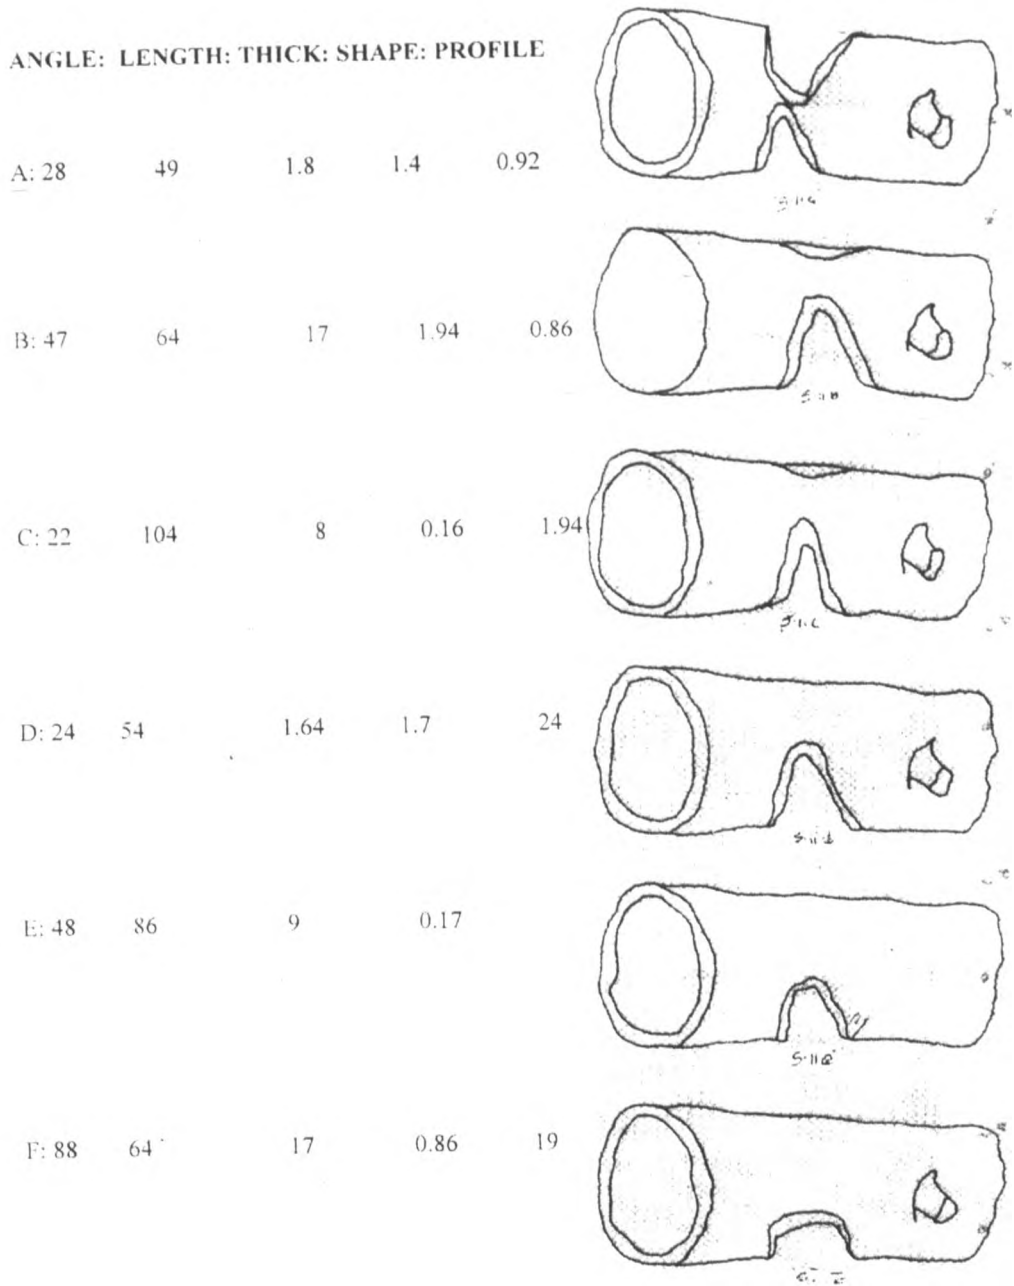 ANGLE: LENGTH: THICK: SHAPE: PROFILE
A: 28 49 1.8 1.4 0.92
B: 47 64 17 1.94 0.86
C: 22 104 8 0.16 1.94
D: 24 54 1.64 1.7 24
E: 48 86 9 0.17
F: 88 64 17 0.86 19